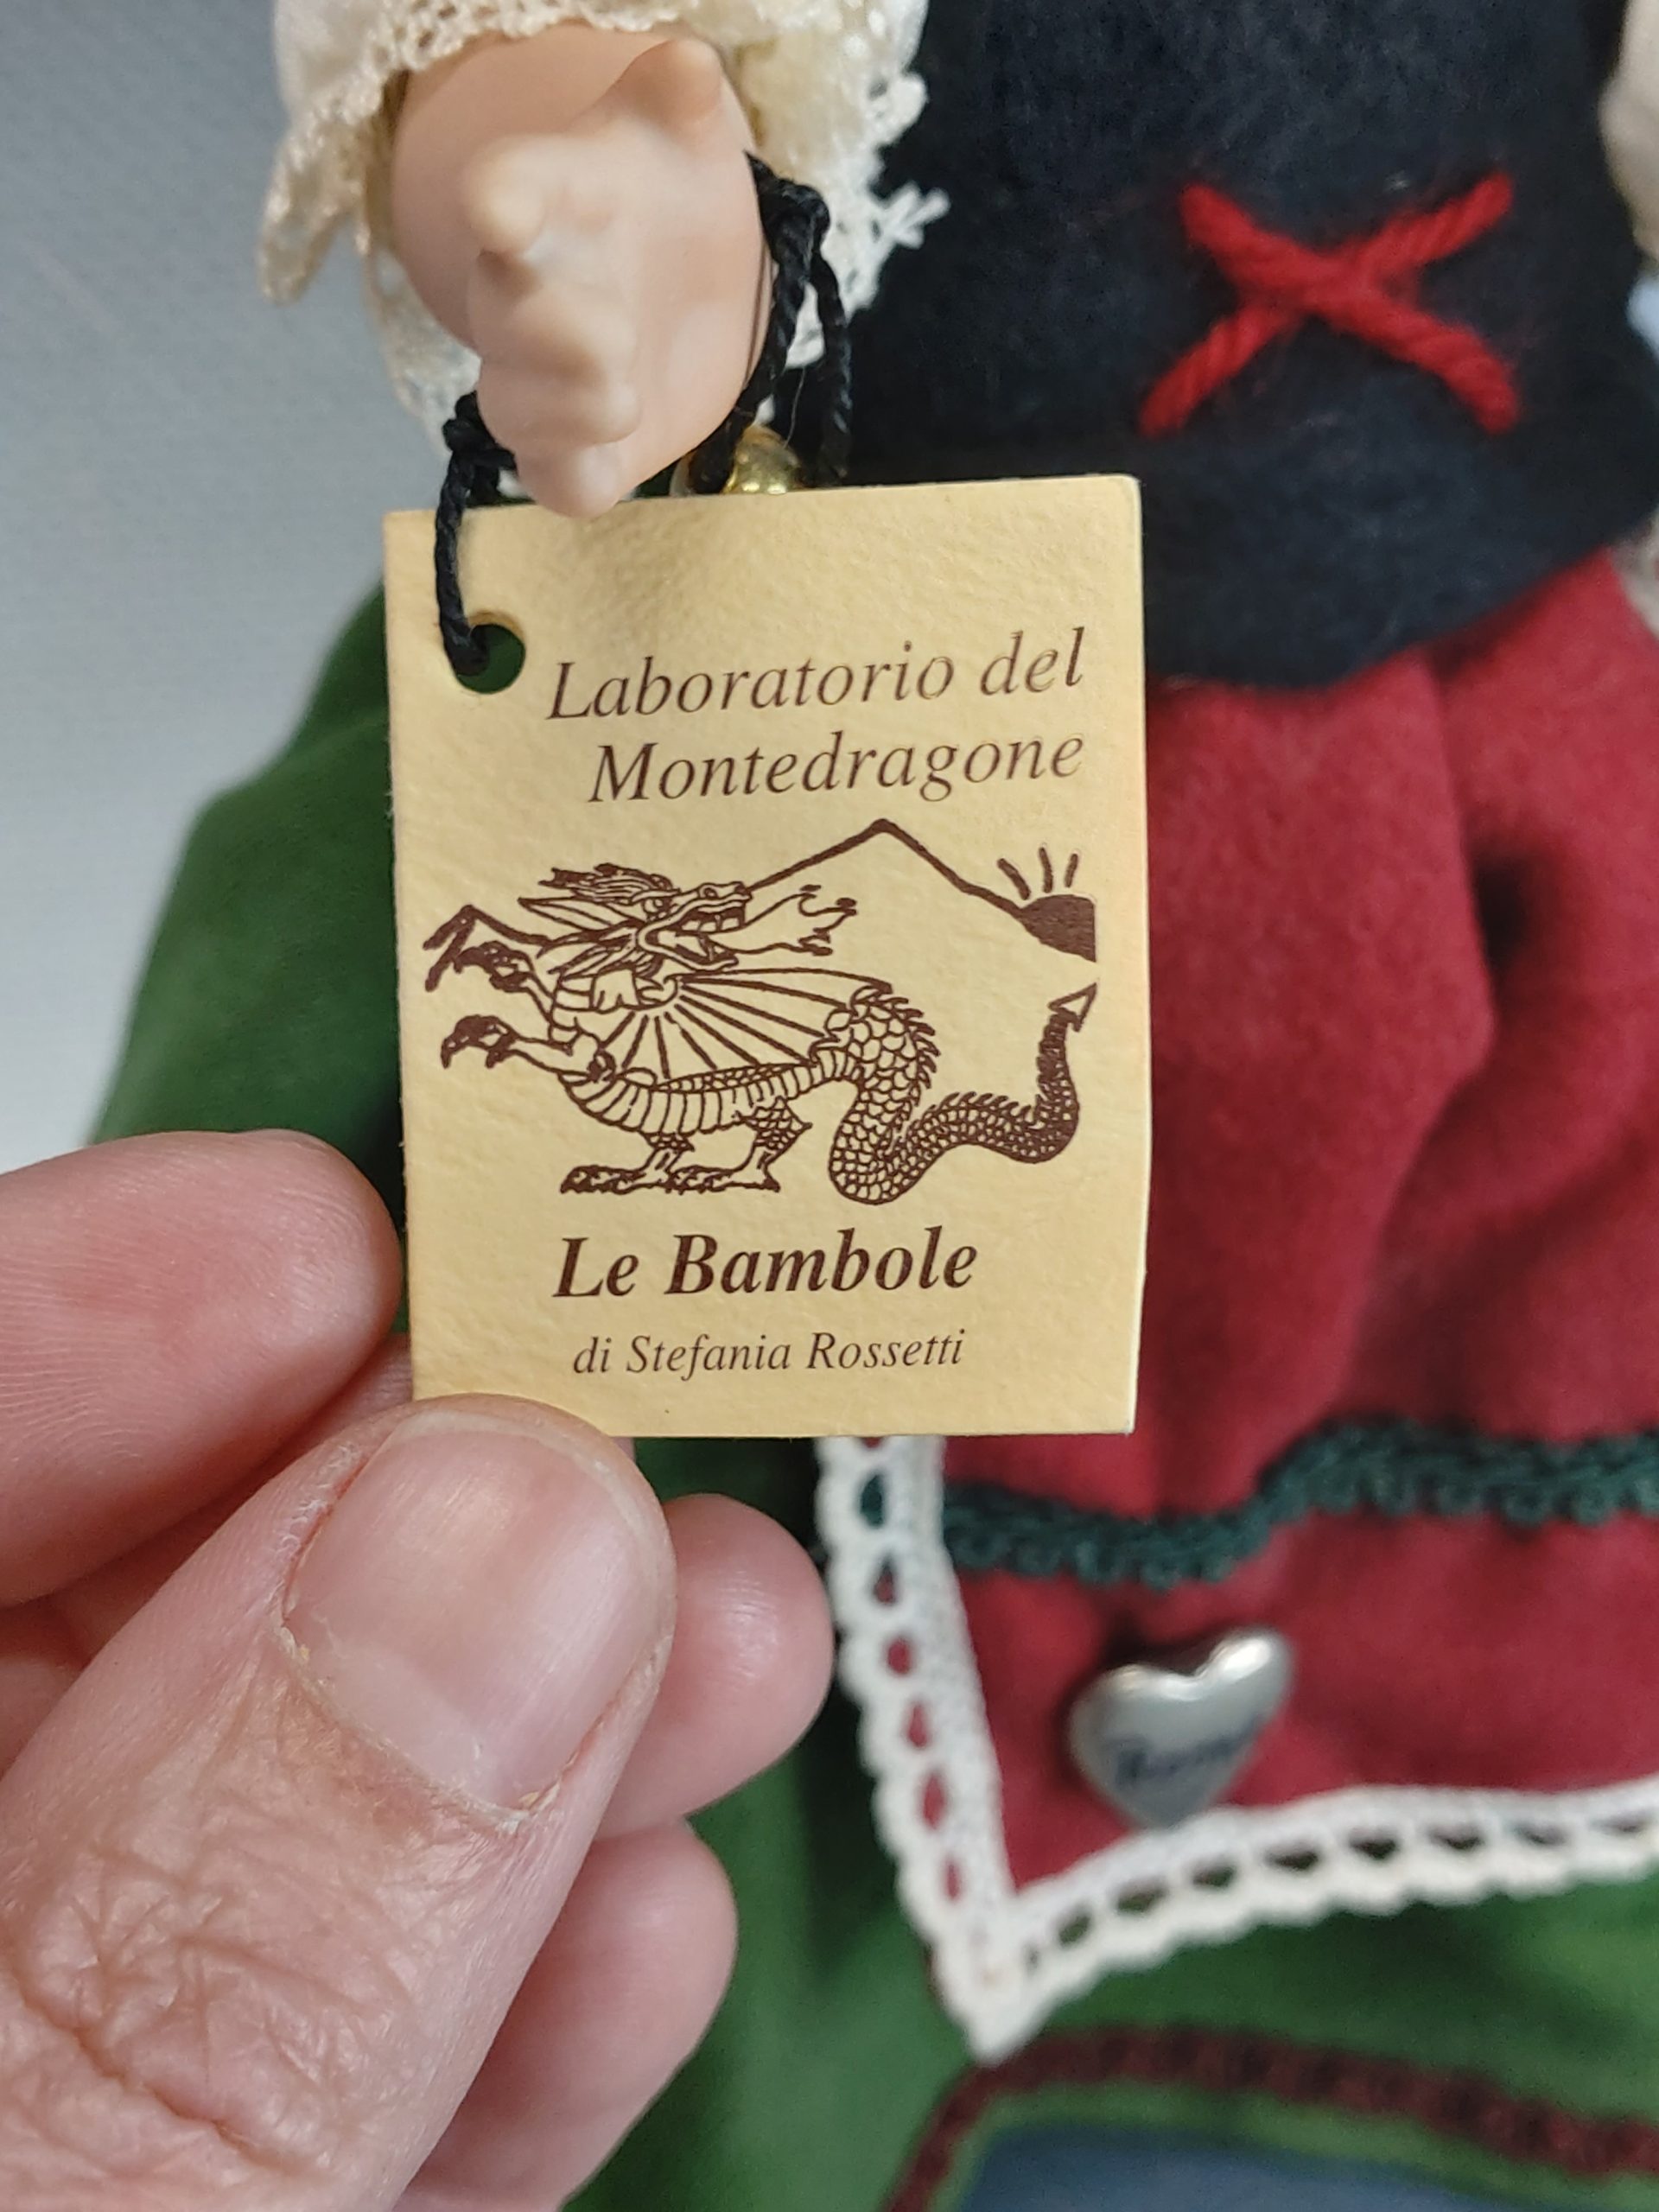 Laboratorio del
Montedragone
Le Bambole
di Stefania Rossetti